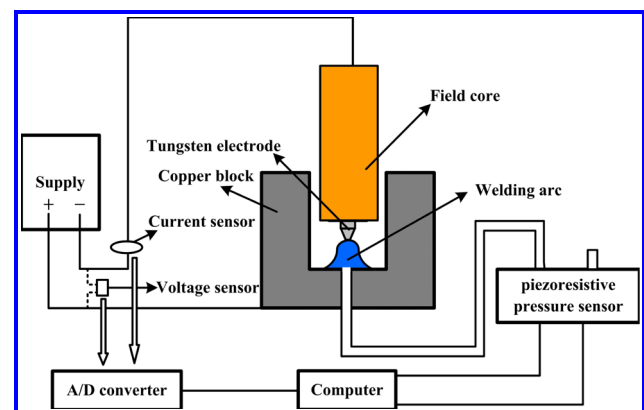 Field core
Tungsten electrode
Copper block
Supply
+ −
Welding arc
Current sensor
Voltage sensor
piezoresistive
pressure sensor
A/D converter
Computer